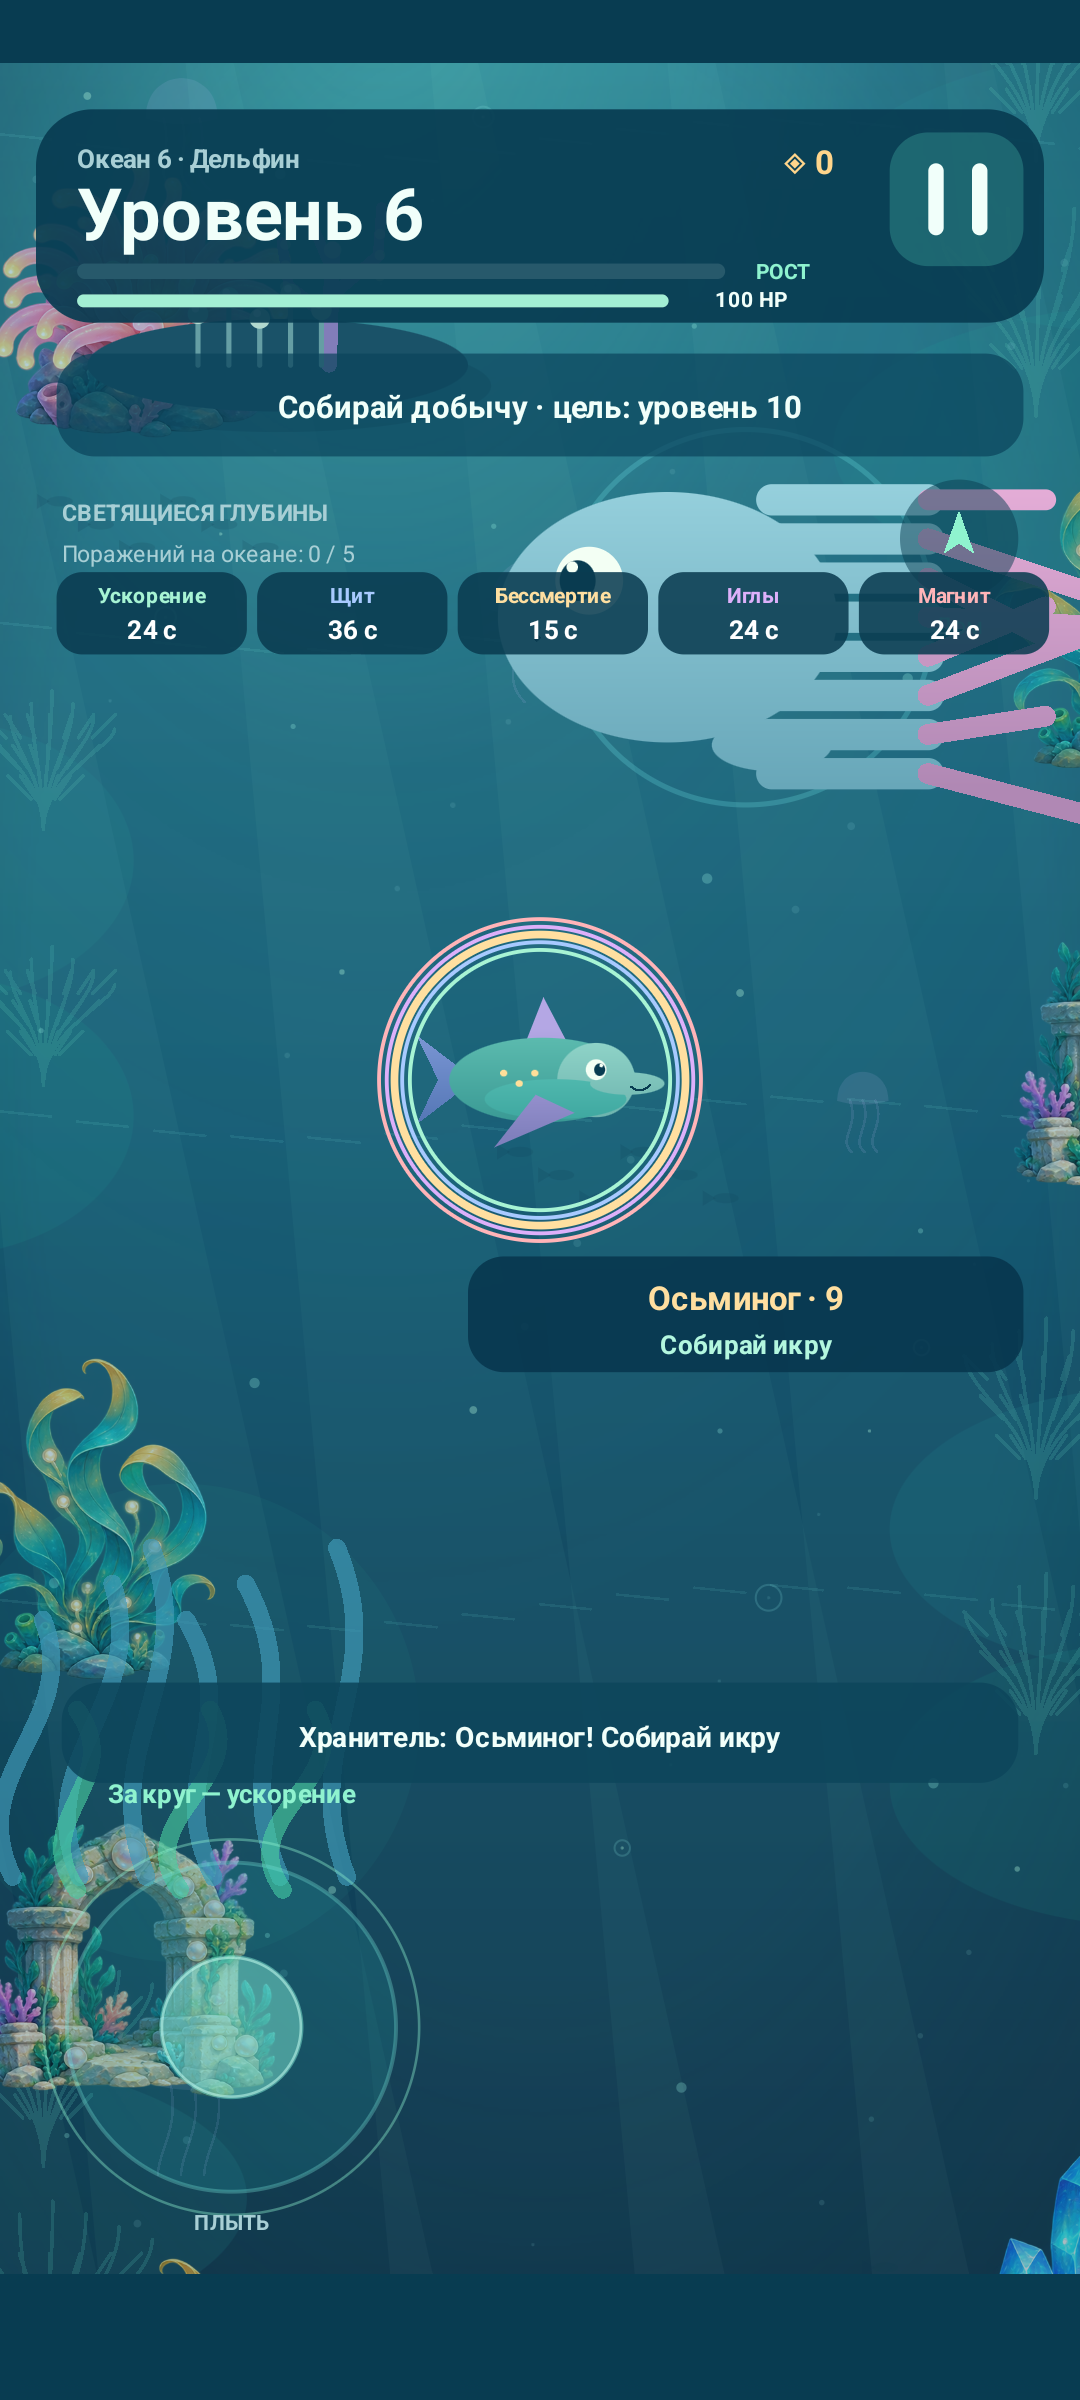 Океан 6 · Дельфин
0
Уровень 6
РОСТ
100 HP
Собирай добычу · цель: уровень 10
СВЕТЯЩИЕСЯ ГЛУБИНЫ
Поражений на океане: 0 / 5
Ускорение
24 с
Щит
36 с
Бессмертие
15 с
Иглы
24 с
Магнит
24 с
Осьминог · 9
Собирай икру
Хранитель: Осьминог! Собирай икру
За круг — ускорение
ПЛЫТЬ